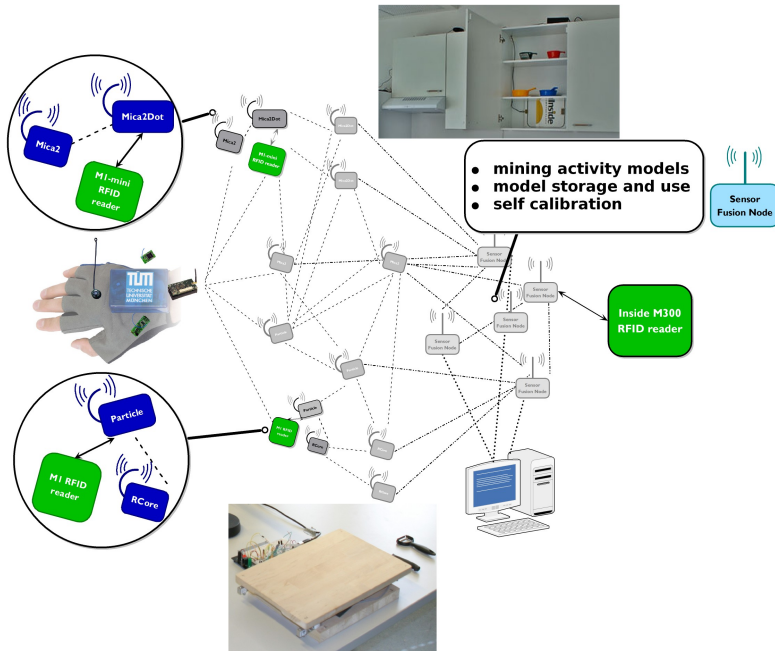 Mica2Dot
Mica2
M1-mini
RFID
reader
Mica2Dot
Mica2
M1-mini
RFID
reader
Inside
• mining activity models
• model storage and use
• self calibration
Sensor
Fusion Node
TUM
TECHNISCHE
UNIVERSITÄT
MÜNCHEN
Sensor
Fusion Node
Sensor
Fusion Node
Sensor
Fusion Node
Sensor
Fusion Node
Sensor
Fusion Node
Inside M300
RFID reader
Particle
M1 RFID
reader
RCore
Particle
M1 RFID
reader
RCore